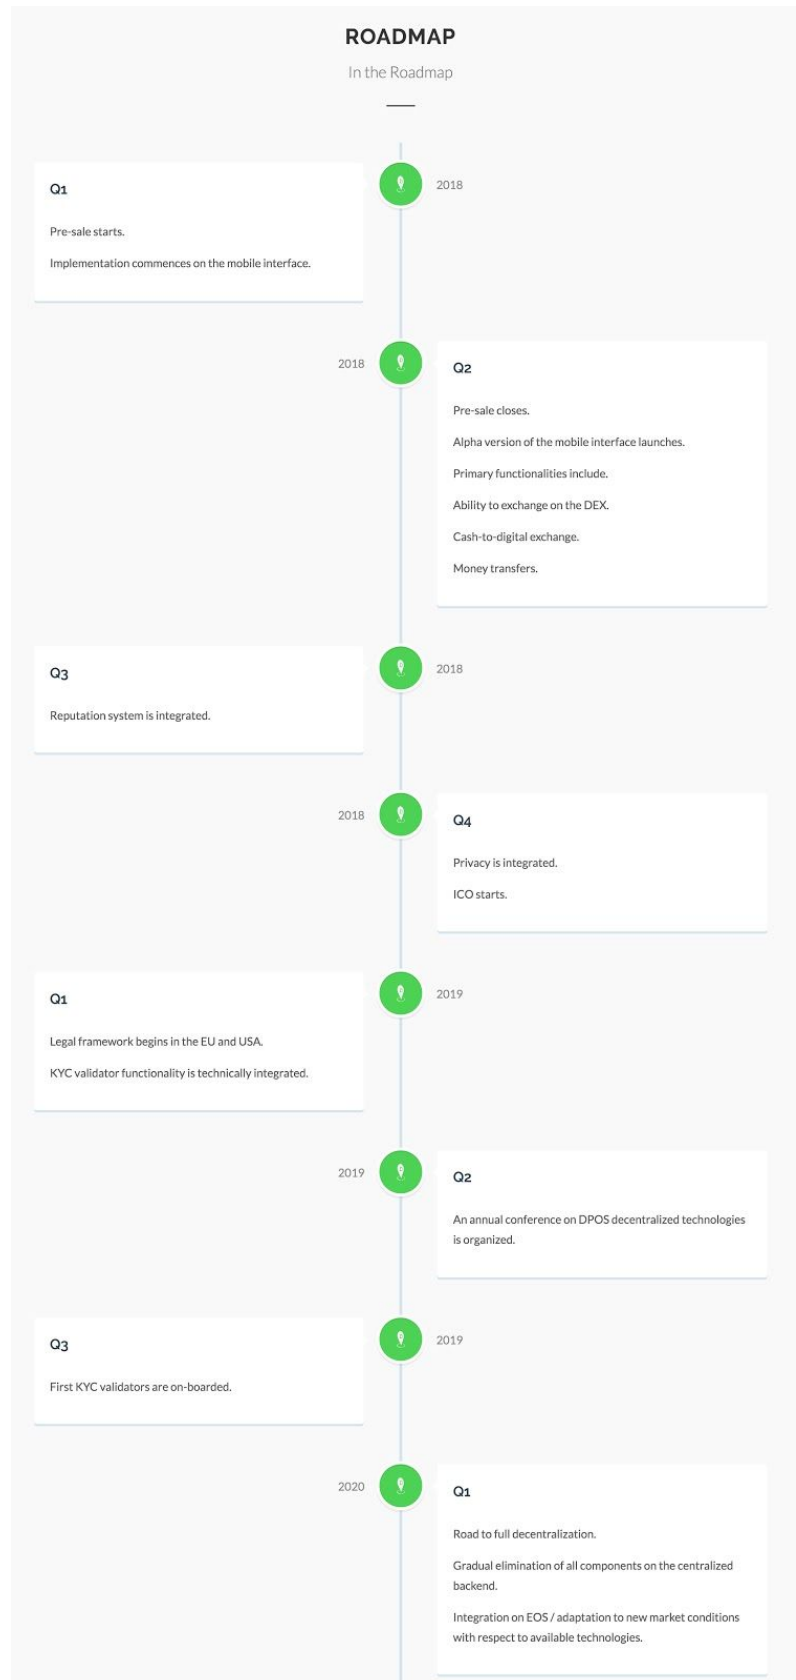 ROADMAP
In the Roadmap
Q1
2018
Pre-sale starts.
Implementation commences on the mobile interface.
2018
Q2
Pre-sale closes.
Alpha version of the mobile interface launches.
Primary functionalities include.
Ability to exchange on the DEX.
Cash-to-digital exchange.
Money transfers.
Q3
2018
Reputation system is integrated.
2018
Q4
Privacy is integrated.
ICO starts.
Q1
2019
Legal framework begins in the EU and USA.
KYC validator functionality is technically integrated.
2019
Q2
An annual conference on DPOS decentralized technologies
is organized.
Q3
2019
First KYC validators are on-boarded.
2020
Q1
Road to full decentralization.
Gradual elimination of all components on the centralized
backend.
Integration on EOS / adaptation to new market conditions
with respect to available technologies.